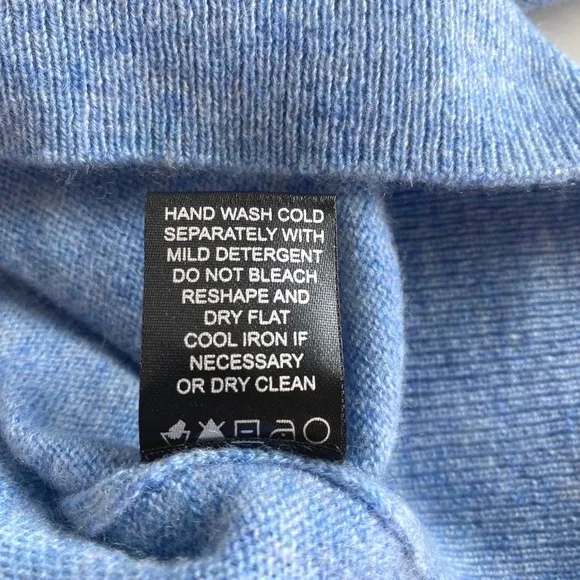 HAND WASH COLD
SEPARATELY WITH
MILD DETERGENT
DO NOT BLEACH
RESHAPE AND
DRY FLAT
COOL IRON IF
NECESSARY
OR DRY CLEAN